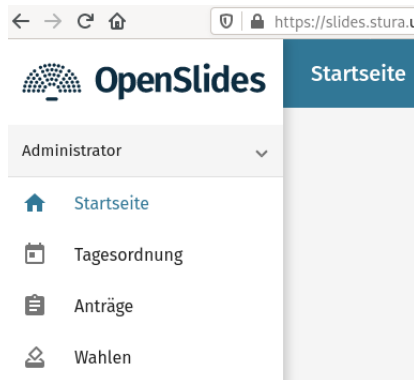 https://slides.stura.u
OpenSlides
Startseite
Administrator
Startseite
Tagesordnung
Anträge
Wahlen